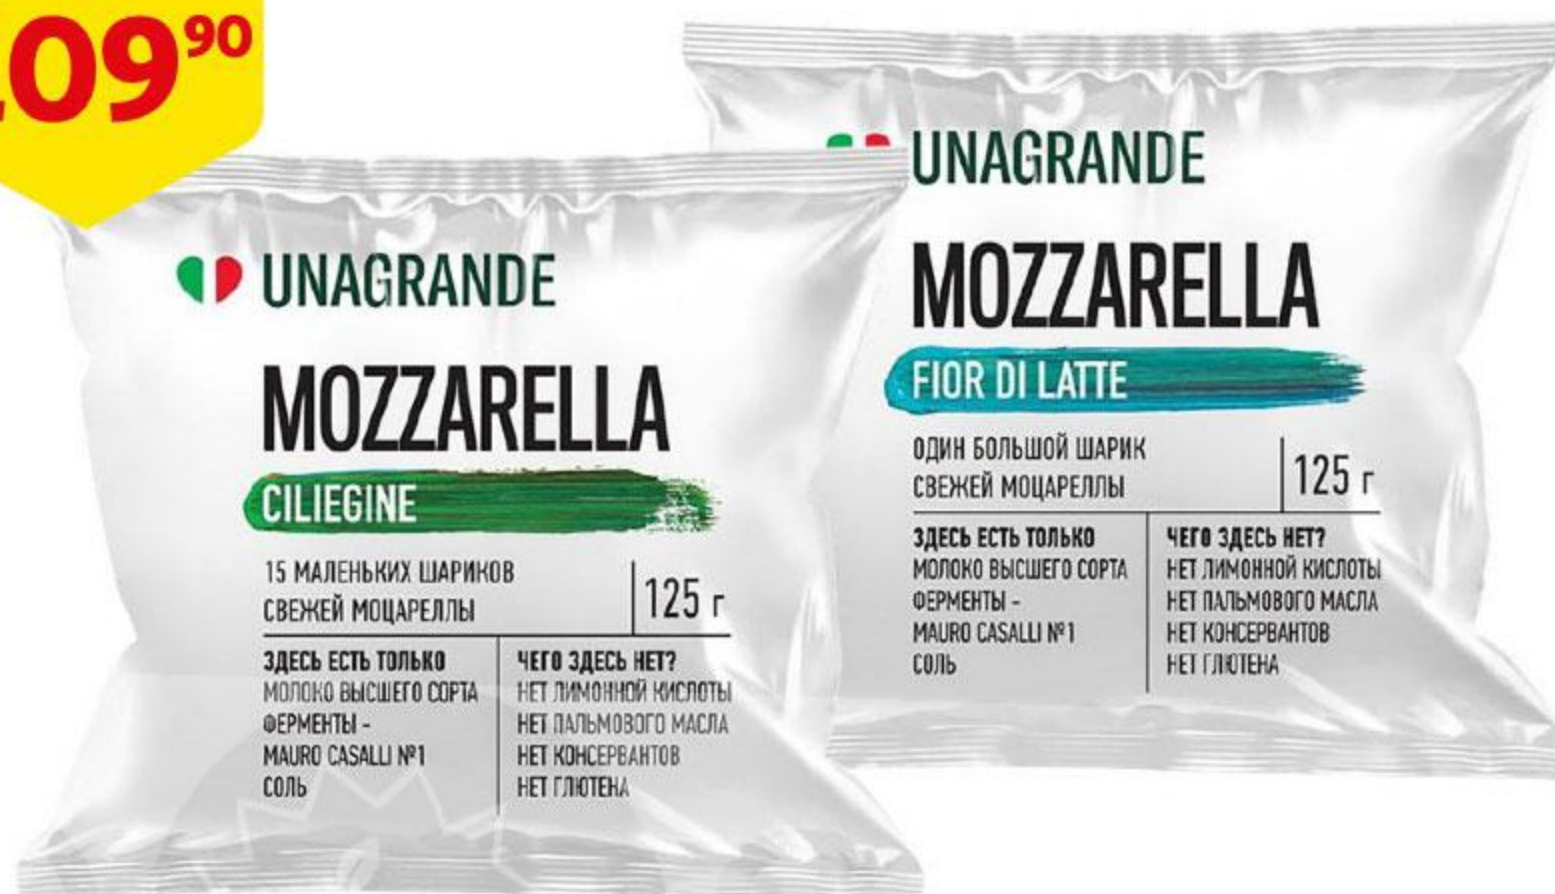 09 90
UNAGRANDE
MOZZARELLA
CILIEGINE
15 МАЛЕНЬКИХ ШАРИКОВ
СВЕЖЕЙ МОЦАРЕЛЛЫ
125 г
ЗДЕСЬ ЕСТЬ ТОЛЬКО
МОЛОКО ВЫСШЕГО СОРТА
ФЕРМЕНТЫ -
MAURO CASALLI №1
СОЛЬ
ЧЕГО ЗДЕСЬ НЕТ?
НЕТ ЛИМОННОЙ КИСЛОТЫ
НЕТ ПАЛЬМОВОГО МАСЛА
НЕТ КОНСЕРВАНТОВ
НЕТ ГЛЮТЕНА
UNAGRANDE
MOZZARELLA
FIOR DI LATTE
ОДИН БОЛЬШОЙ ШАРИК
СВЕЖЕЙ МОЦАРЕЛЛЫ
125 г
ЗДЕСЬ ЕСТЬ ТОЛЬКО
МОЛОКО ВЫСШЕГО СОРТА
ФЕРМЕНТЫ -
MAURO CASALLI №1
СОЛЬ
ЧЕГО ЗДЕСЬ НЕТ?
НЕТ ЛИМОННОЙ КИСЛОТЫ
НЕТ ПАЛЬМОВОГО МАСЛА
НЕТ КОНСЕРВАНТОВ
НЕТ ГЛЮТЕНА